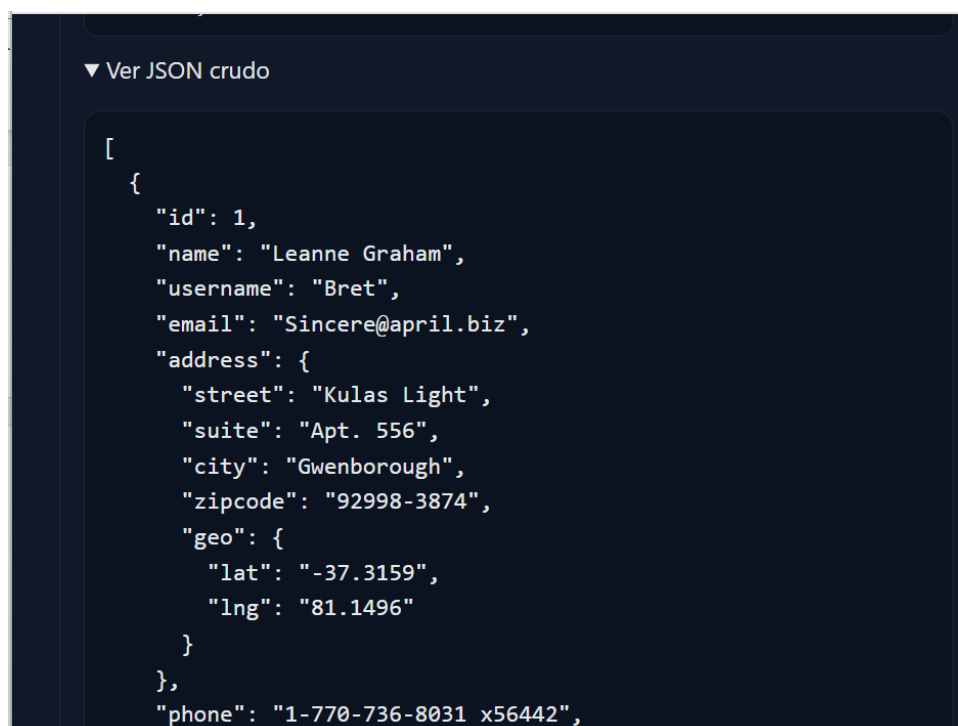 ▼ Ver JSON crudo
[
  {
    "id": 1,
    "name": "Leanne Graham",
    "username": "Bret",
    "email": "Sincere@april.biz",
    "address": {
      "street": "Kulas Light",
      "suite": "Apt. 556",
      "city": "Gwenborough",
      "zipcode": "92998-3874",
      "geo": {
        "lat": "-37.3159",
        "lng": "81.1496"
      }
    },
    "phone": "1-770-736-8031 x56442",